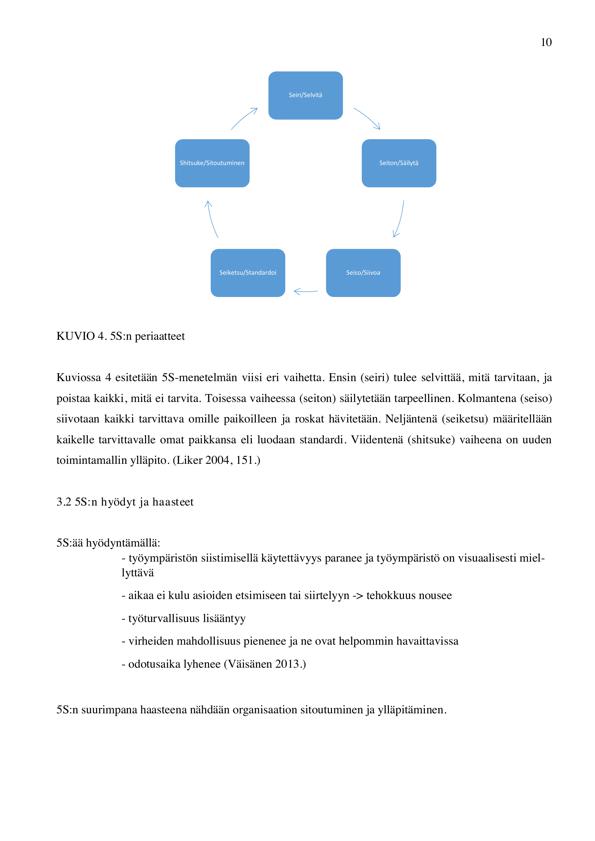 10
Seiri/Selvitä
Shitsuke/Sitoutuminen
Seiton/Säilytä
Seiketsu/Standardoi
Seiso/Siivoa
KUVIO 4. 5S:n periaatteet
Kuviossa 4 esitetään 5S-menetelmän viisi eri vaihetta. Ensin (seiri) tulee selvittää, mitä tarvitaan, ja
poistaa kaikki, mitä ei tarvita. Toisessa vaiheessa (seiton) säilytetään tarpeellinen. Kolmantena (seiso)
siivotaan kaikki tarvittava omille paikoilleen ja roskat hävitetään. Neljäntenä (seiketsu) määritellään
kaikelle tarvittavalle omat paikkansa eli luodaan standardi. Viidentenä (shitsuke) vaiheena on uuden
toimintamallin ylläpito. (Liker 2004, 151.)
3.2 5S:n hyödyt ja haasteet
5S:ää hyödyntämällä:
- työympäristön siistimisellä käytettävyys paranee ja työympäristö on visuaalisesti miel-
lyttävä
- aikaa ei kulu asioiden etsimiseen tai siirtelyyn -> tehokkuus nousee
- työturvallisuus lisääntyy
- virheiden mahdollisuus pienenee ja ne ovat helpommin havaittavissa
- odotusaika lyhenee (Väisänen 2013.)
5S:n suurimpana haasteena nähdään organisaation sitoutuminen ja ylläpitäminen.